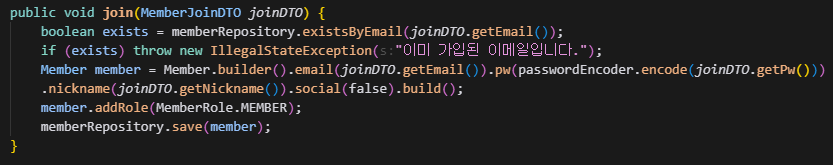 public void join(MemberJoinDTO joinDTO) {
    boolean exists = memberRepository.existsByEmail(joinDTO.getEmail());
    if (exists) throw new IllegalStateException(s:"이미 가입된 이메일입니다.");
    Member member = Member.builder().email(joinDTO.getEmail()).pw(passwordEncoder.encode(joinDTO.getPw()))
    .nickname(joinDTO.getNickname()).social(false).build();
    member.addRole(MemberRole.MEMBER);
    memberRepository.save(member);
}